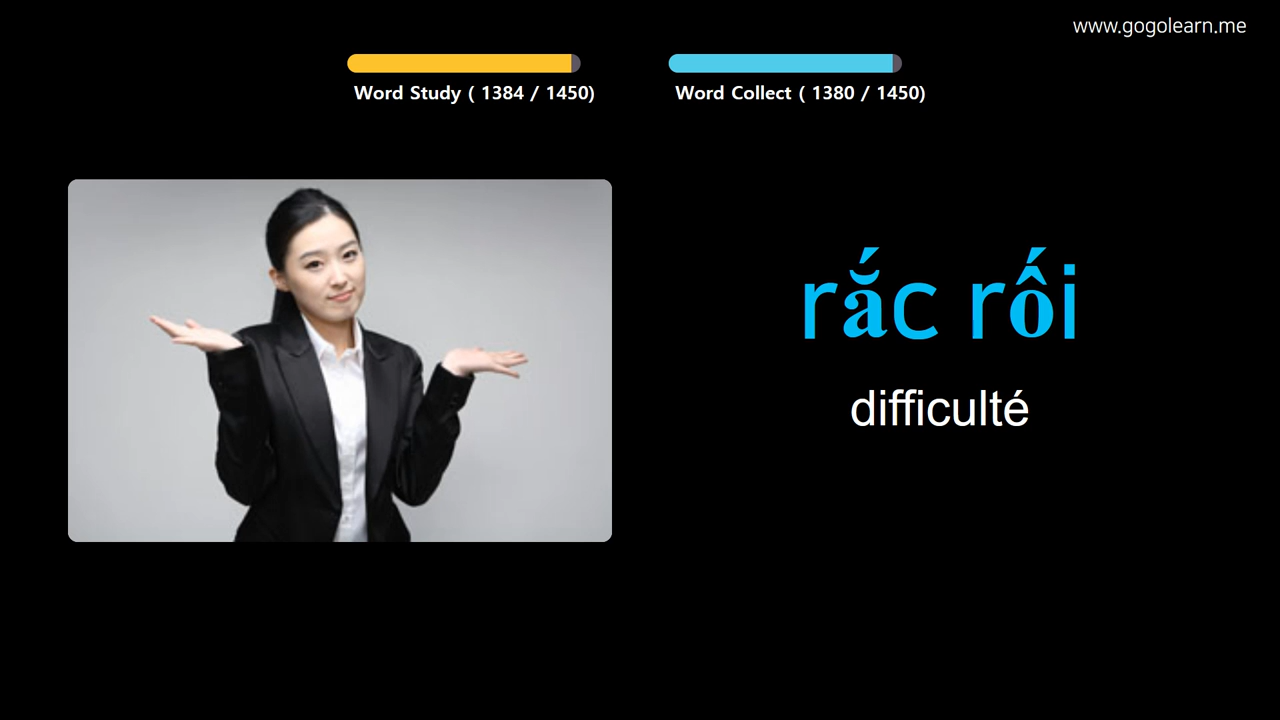 www.gogolearn.me
Word Study ( 1384 / 1450)
Word Collect ( 1380 / 1450)
rắc rối
difficulté